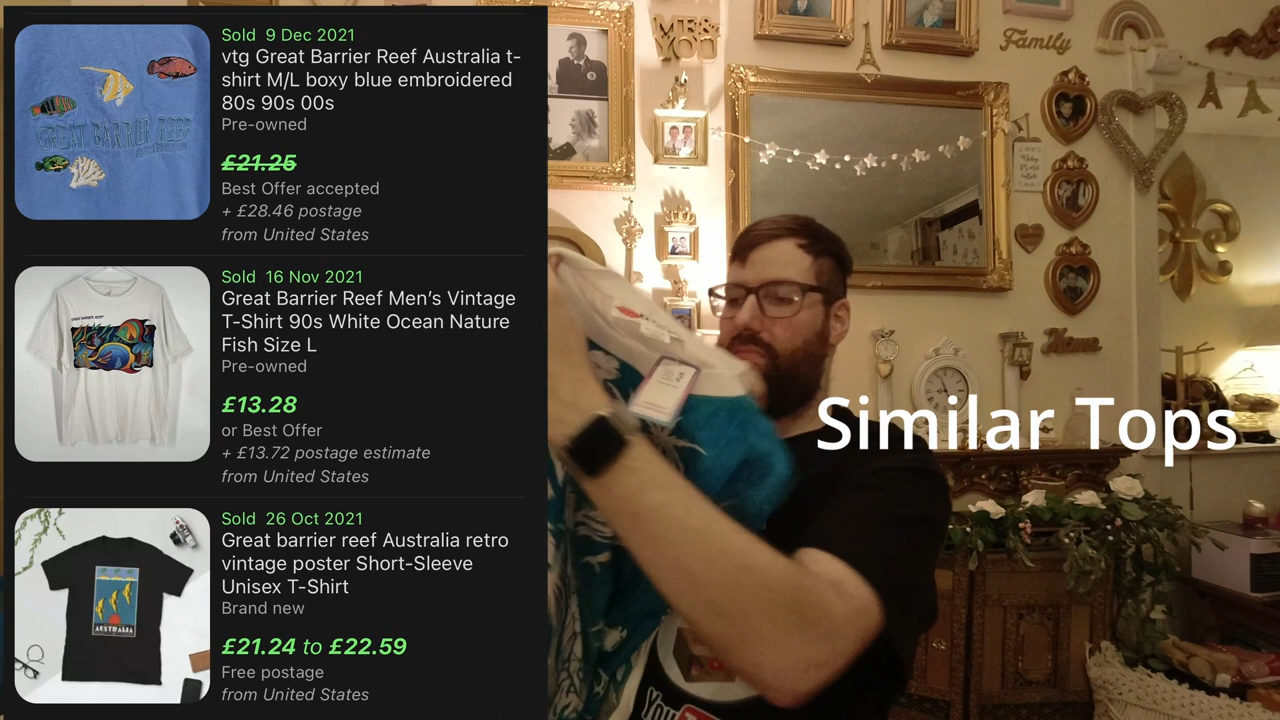 Sold 9 Dec 2021
vtg Great Barrier Reef Australia t-
shirt M/L boxy blue embroidered
80s 90s 00s
Pre-owned
£21.25
Best Offer accepted
+ £28.46 postage
from United States
GREAT BARRIER REEF
Sold 16 Nov 2021
Great Barrier Reef Men's Vintage
T-Shirt 90s White Ocean Nature
Fish Size L
Pre-owned
£13.28
or Best Offer
+ £13.72 postage estimate
from United States
GREAT BARRIER REEF
Sold 26 Oct 2021
Great barrier reef Australia retro
vintage poster Short-Sleeve
Unisex T-Shirt
Brand new
£21.24 to £22.59
Free postage
from United States
AUSTRALIA
ME &
YOU
Family
Home
Similar Tops
You